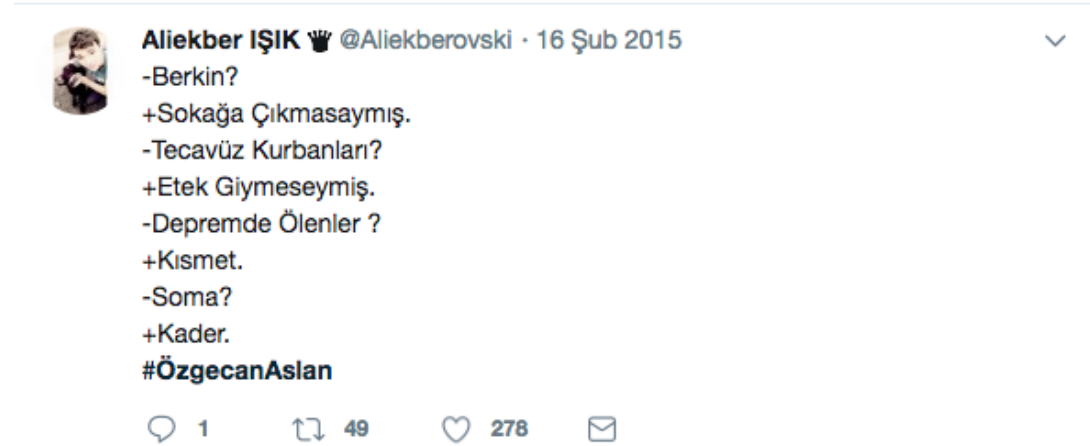 Aliekber IŞIK @Aliekberovski · 16 Şub 2015
-Berkin?
+Sokağa Çıkmasaymış.
-Tecavüz Kurbanları?
+Etek Giymeseymiş.
-Depremde Ölenler ?
+Kısmet.
-Soma?
+Kader.
#ÖzgecanAslan
1 49 278